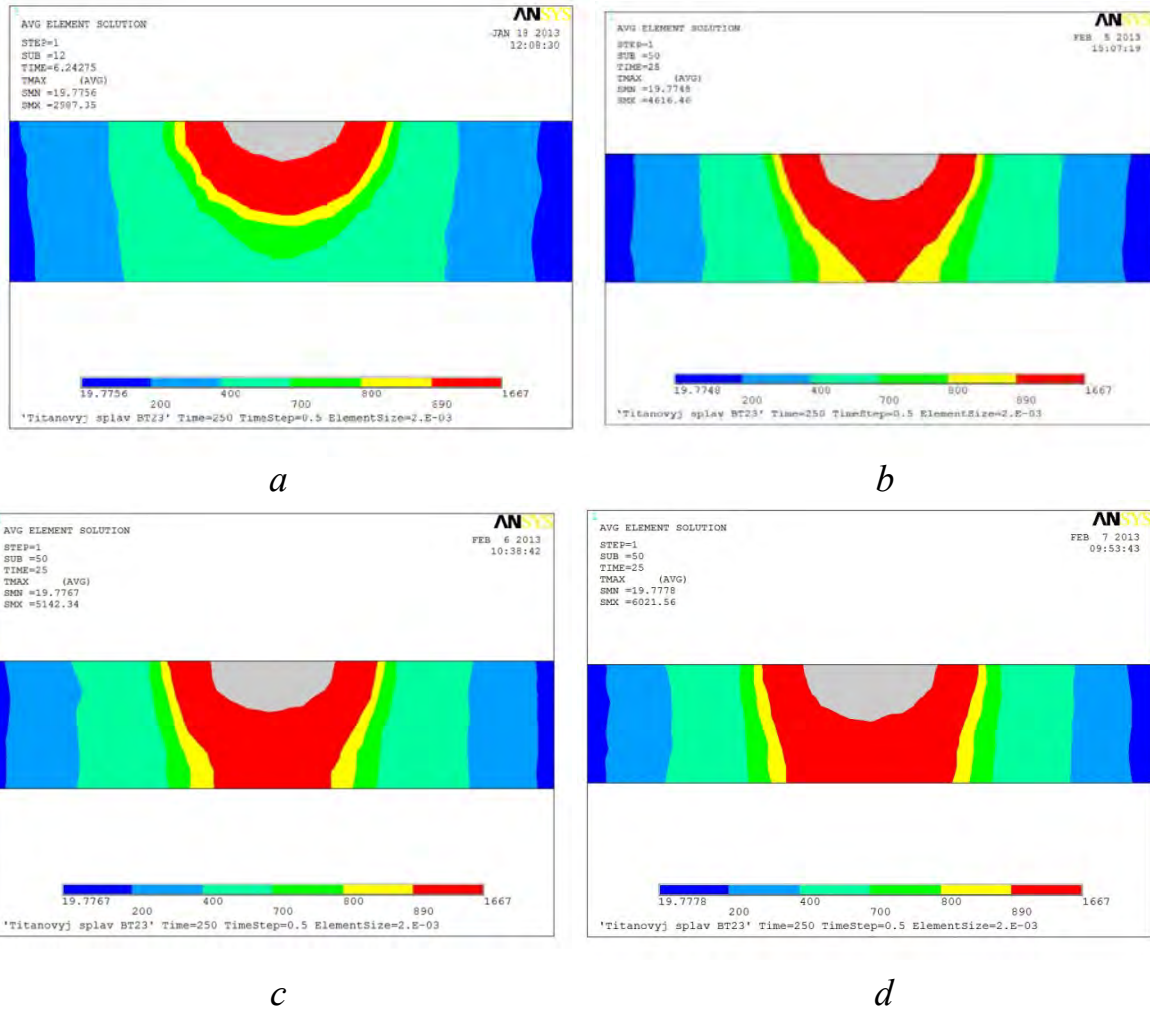 1
ANSYS
AVG ELEMENT SOLUTION
JAN 18 2013
12:08:30
STEP=1
SUB =12
TIME=6.24275
TMAX (AVG)
SMN =19.7756
SMX =2987.35
19.7756 400 800 1667
200 700 890
'Titanovyj splav BT23' Time=250 TimeStep=0.5 ElementSize=2.E-03
a
1
ANSYS
AVG ELEMENT SOLUTION
FEB 5 2013
15:07:19
STEP=1
SUB =50
TIME=25
TMAX (AVG)
SMN =19.7748
SMX =4616.46
19.7748 400 800 1667
200 700 890
'Titanovyj splav BT23' Time=250 TimeStep=0.5 ElementSize=2.E-03
b
ANSYS
AVG ELEMENT SOLUTION
FEB 6 2013
10:38:42
STEP=1
SUB =50
TIME=25
TMAX (AVG)
SMN =19.7767
SMX =5142.34
19.7767 400 800 1667
200 700 890
'Titanovyj splav BT23' Time=250 TimeStep=0.5 ElementSize=2.E-03
c
1
ANSYS
AVG ELEMENT SOLUTION
FEB 7 2013
09:53:43
STEP=1
SUB =50
TIME=25
TMAX (AVG)
SMN =19.7778
SMX =6021.56
19.7778 400 800 1667
200 700 890
'Titanovyj splav BT23' Time=250 TimeStep=0.5 ElementSize=2.E-03
d